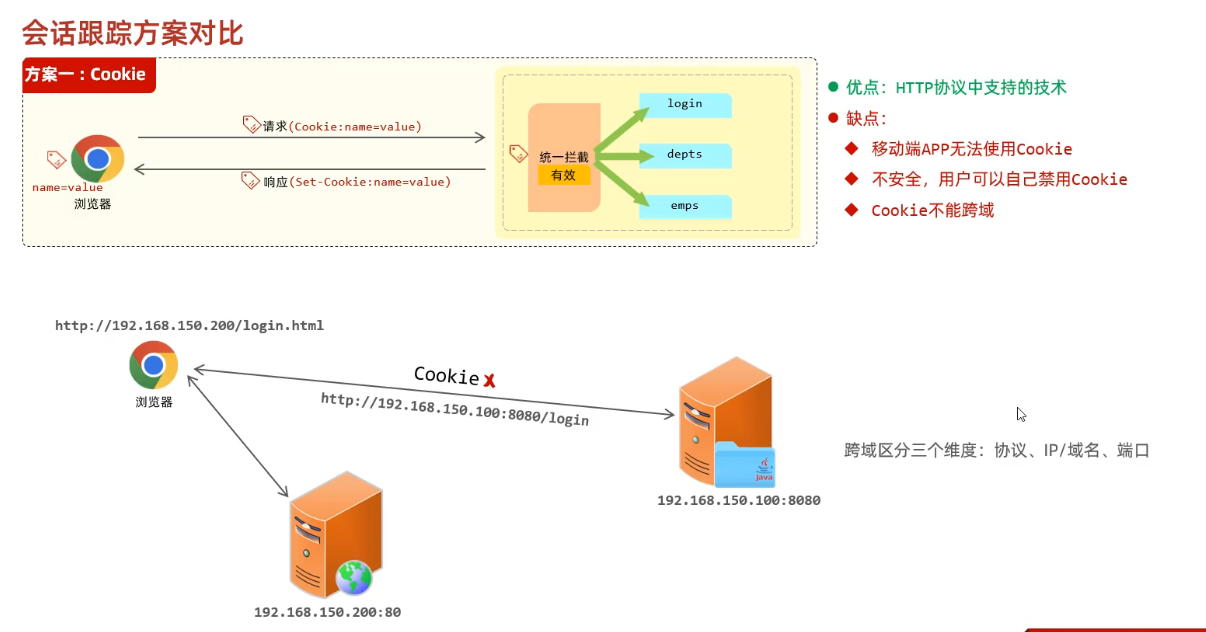 会话跟踪方案对比
方案一：Cookie
请求(Cookie:name=value)
响应(Set-Cookie:name=value)
name=value
浏览器
统一拦截
有效
login
depts
emps
优点：HTTP协议中支持的技术
缺点：
移动端APP无法使用Cookie
不安全，用户可以自己禁用Cookie
Cookie不能跨域
http://192.168.150.200/login.html
浏览器
Cookie
http://192.168.150.100:8080/login
java
192.168.150.100:8080
192.168.150.200:80
跨域区分三个维度：协议、IP/域名、端口